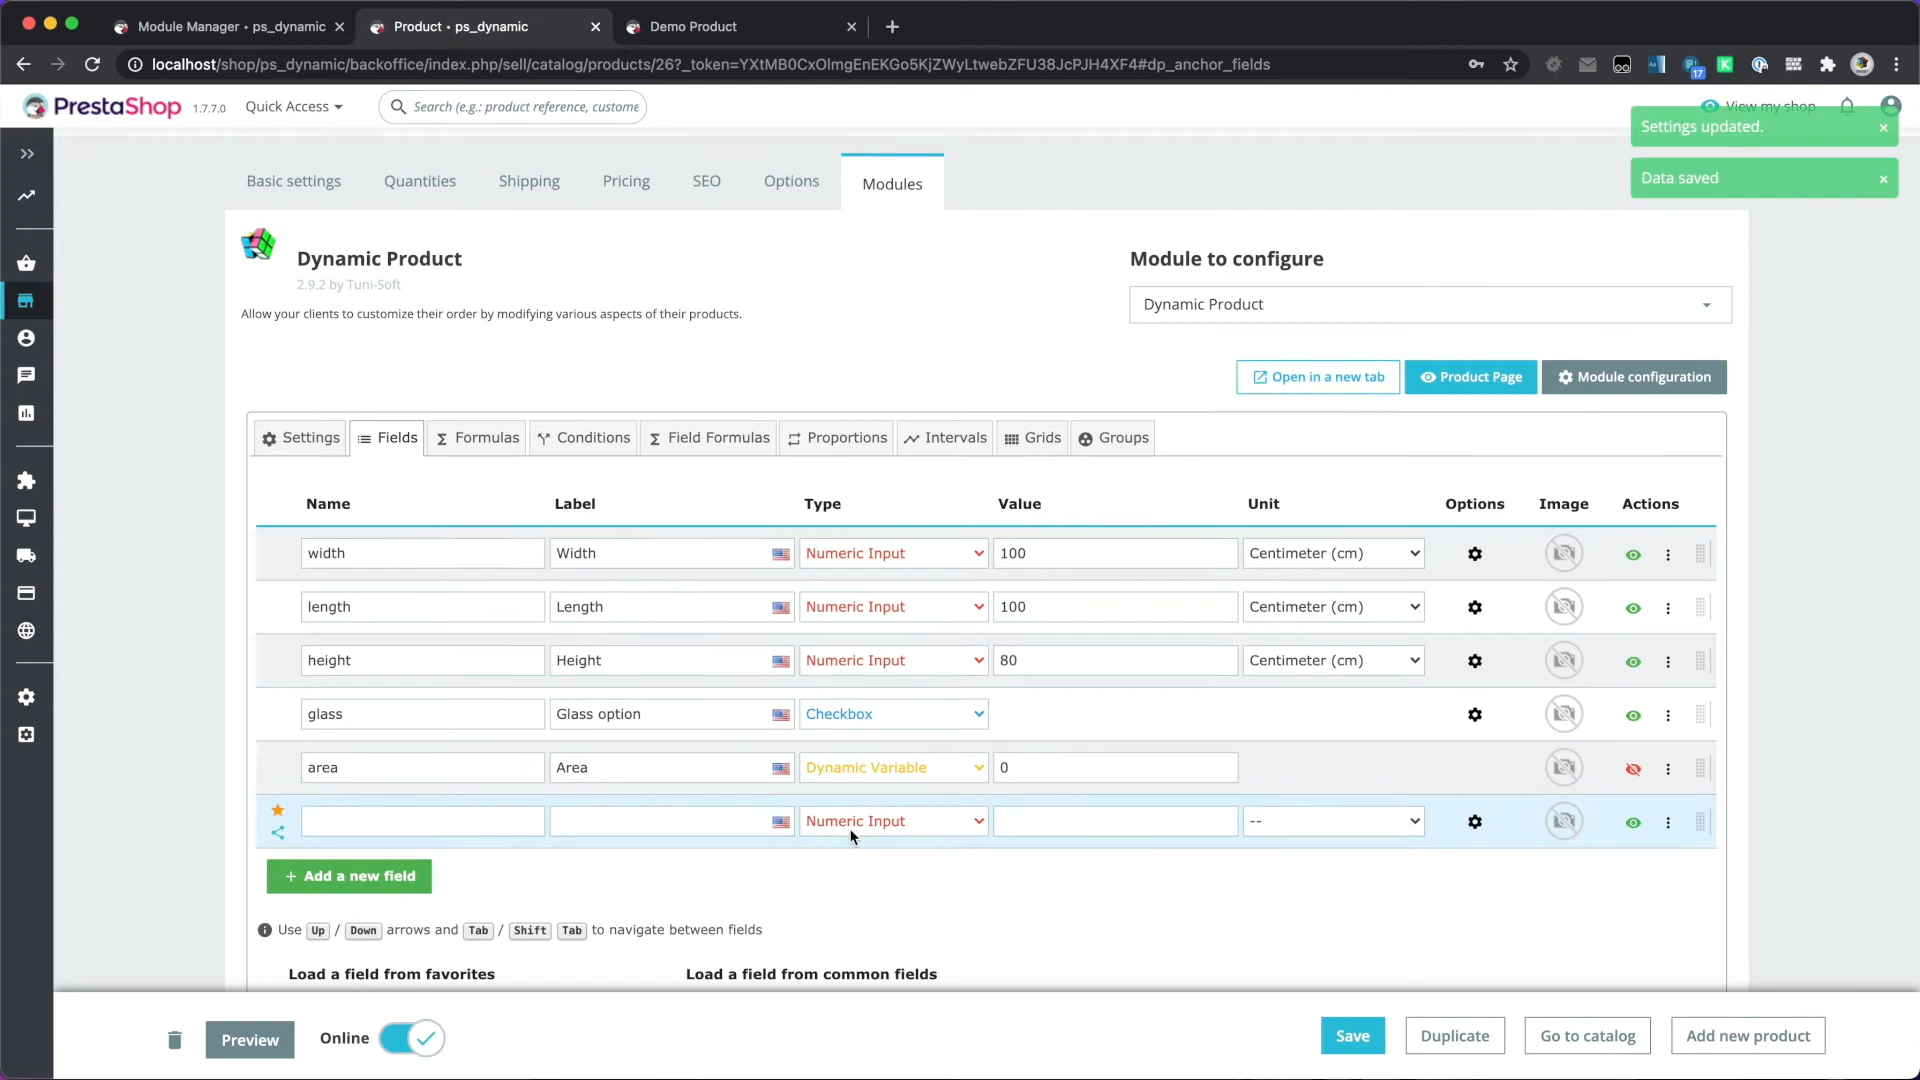 Module Manager • ps_dynamic
Product • ps_dynamic
Demo Product
localhost/shop/ps_dynamic/backoffice/index.php/sell/catalog/products/26?_token=YXtMB0CxOlmgEnEKGo5KjZWyLtwebZFU38JcPJH4XF4#dp_anchor_fields
17
PrestaShop 1.7.7.0 Quick Access Search (e.g.: product reference, custome View my shop
Settings updated. ×
Data saved ×
Basic settings Quantities Shipping Pricing SEO Options Modules
Dynamic Product
2.9.2 by Tuni-Soft
Allow your clients to customize their order by modifying various aspects of their products.
Module to configure
Dynamic Product
Open in a new tab Product Page Module configuration
Settings Fields Formulas Conditions Field Formulas Proportions Intervals Grids Groups
Name Label Type Value Unit Options Image Actions
width Width Numeric Input 100 Centimeter (cm)
length Length Numeric Input 100 Centimeter (cm)
height Height Numeric Input 80 Centimeter (cm)
glass Glass option Checkbox
area Area Dynamic Variable 0
Numeric Input --
+ Add a new field
Use Up / Down arrows and Tab / Shift Tab to navigate between fields
Load a field from favorites Load a field from common fields
Preview Online Save Duplicate Go to catalog Add new product